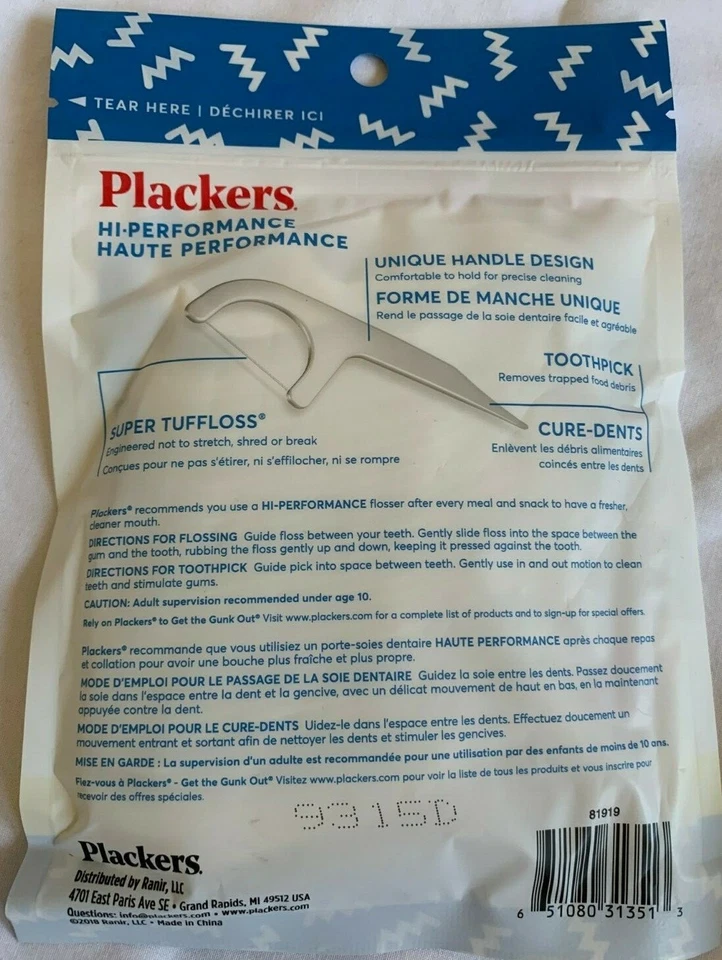 TEAR HERE | DÉCHIRER ICI
Plackers
HI-PERFORMANCE
HAUTE PERFORMANCE
UNIQUE HANDLE DESIGN
Comfortable to hold for precise cleaning
FORME DE MANCHE UNIQUE
Rend le passage de la soie dentaire facile et agréable
TOOTHPICK
Removes trapped food debris
SUPER TUFFLOSS®
Engineered not to stretch, shred or break
Conçues pour ne pas s'étirer, ni s'effilocher, ni se rompre
CURE-DENTS
Enlèvent les débris alimentaires
coincés entre les dents
Plackers® recommends you use a HI-PERFORMANCE flosser after every meal and snack to have a fresher,
cleaner mouth.
DIRECTIONS FOR FLOSSING Guide floss between your teeth. Gently slide floss into the space between the
gum and the tooth, rubbing the floss gently up and down, keeping it pressed against the tooth.
DIRECTIONS FOR TOOTHPICK Guide pick into space between teeth. Gently use in and out motion to clean
teeth and stimulate gums.
CAUTION: Adult supervision recommended under age 10.
Rely on Plackers® to Get the Gunk Out® Visit www.plackers.com for a complete list of products and to sign-up for special offers.
Plackers® recommande que vous utilisiez un porte-soies dentaire HAUTE PERFORMANCE après chaque repas
et collation pour avoir une bouche plus fraîche et plus propre.
MODE D'EMPLOI POUR LE PASSAGE DE LA SOIE DENTAIRE Guidez la soie entre les dents. Passez doucement
la soie dans l'espace entre la dent et la gencive, avec un délicat mouvement de haut en bas, en la maintenant
appuyée contre la dent.
MODE D'EMPLOI POUR LE CURE-DENTS Uidez-le dans l'espace entre les dents. Effectuez doucement un
mouvement entrant et sortant afin de nettoyer les dents et stimuler les gencives.
MISE EN GARDE : La supervision d'un adulte est recommandée pour une utilisation par des enfants de moins de 10 ans.
Fiez-vous à Plackers® - Get the Gunk Out® Visitez www.plackers.com pour voir la liste de tous les produits et vous inscrire pour
recevoir des offres spéciales.
9315D
81919
Plackers.
Distributed by Ranir, LLC
4701 East Paris Ave SE • Grand Rapids, MI 49512 USA
Questions: info@plackers.com • www.plackers.com
©2018 Ranir, LLC • Made in China
6 51080 31351 3